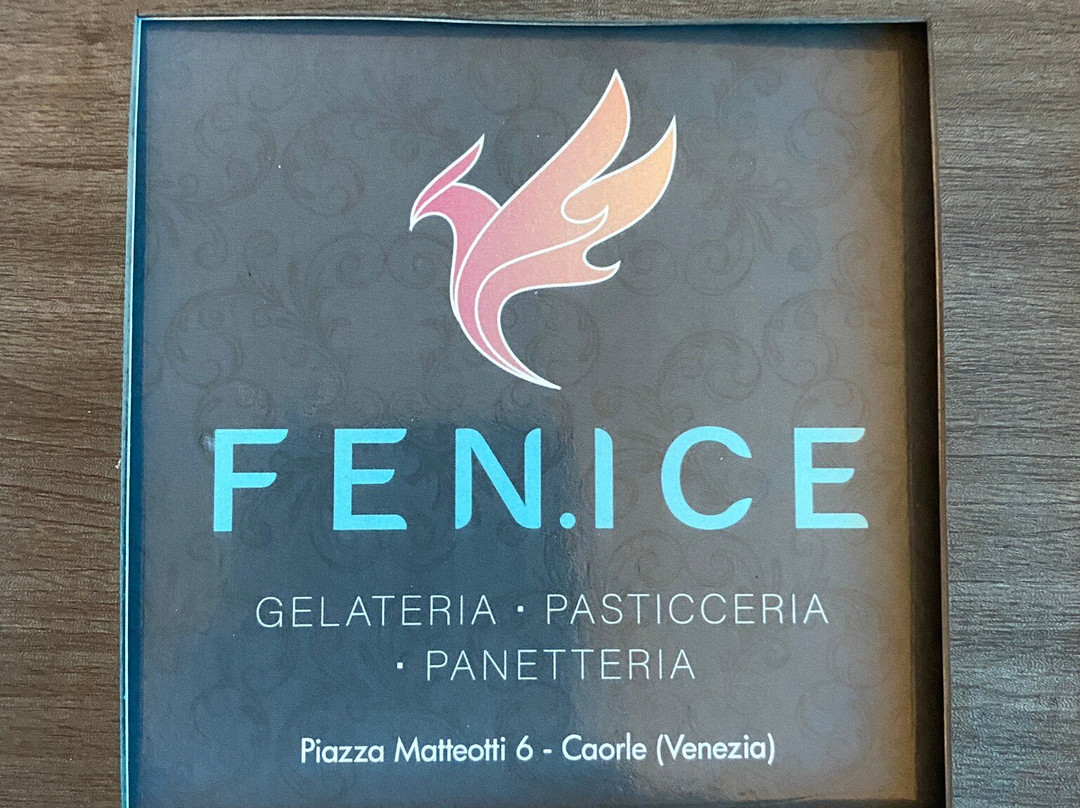 FEN.ICE
GELATERIA · PASTICCERIA
· PANETTERIA
Piazza Matteotti 6 - Caorle (Venezia)